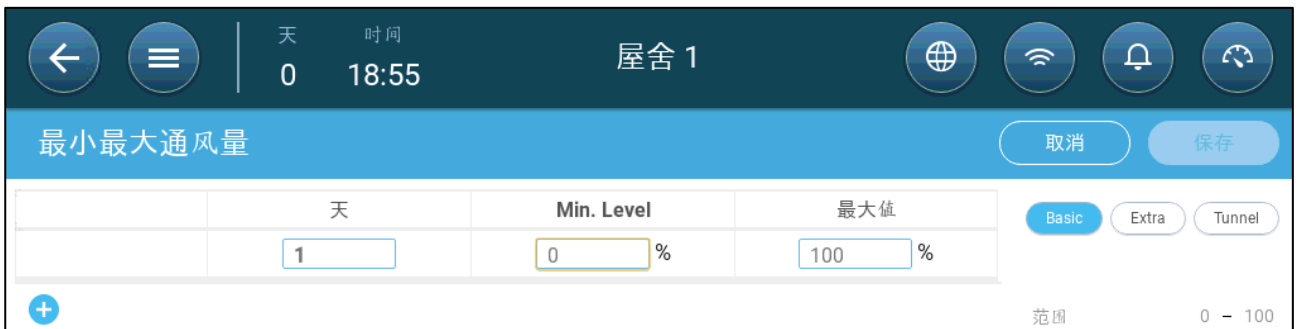 天 时间
0 18:55 屋舍 1
最小最大通风量 取消 保存
天 Min. Level 最大值 Basic Extra Tunnel
1 0 % 100 %
范围 0 – 100